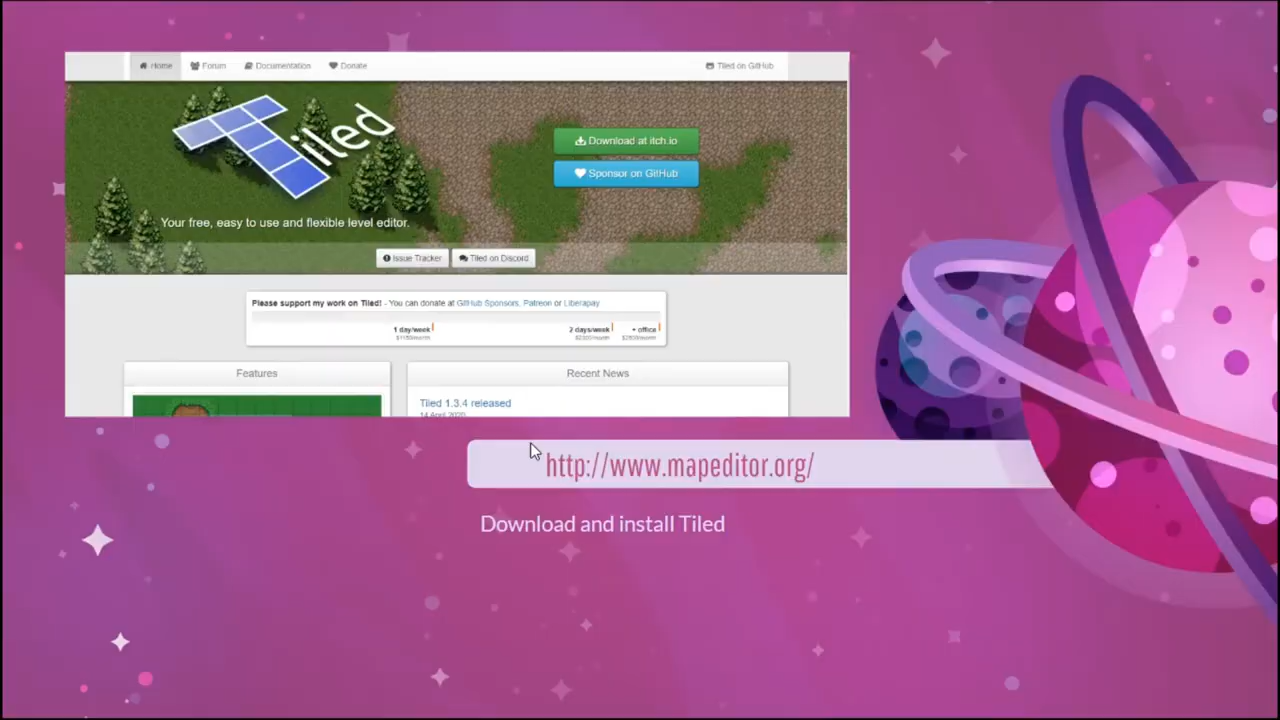 Home Forum Documentation Donate Tiled on GitHub
Tiled
Download at itch.io
Sponsor on GitHub
Your free, easy to use and flexible level editor.
Issue Tracker Tiled on Discord
Please support my work on Tiled! - You can donate at GitHub Sponsors, Patreon or Liberapay
1 day/week 2 days/week + office
Features Recent News
Tiled 1.3.4 released
14 April 2020
http://www.mapeditor.org/
Download and install Tiled